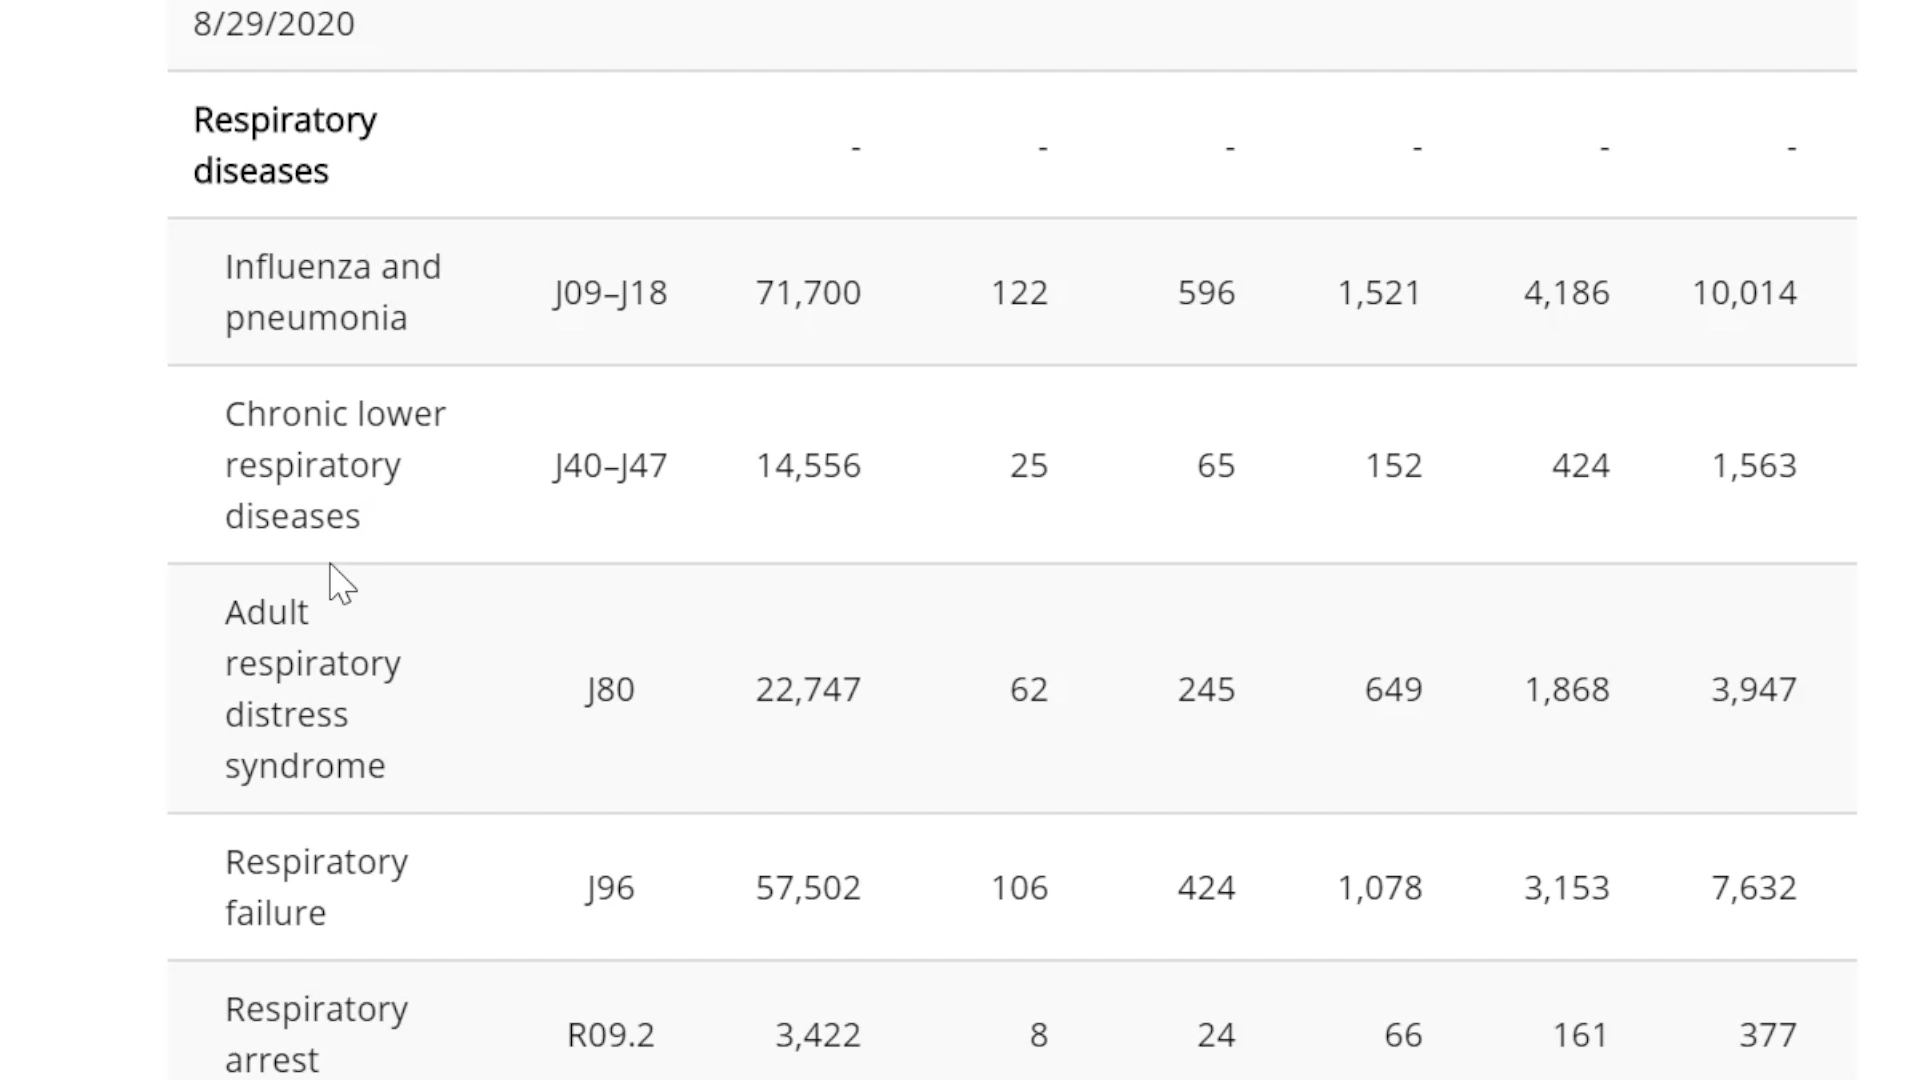 8/29/2020
Respiratory
diseases
- - - - - -
Influenza and
pneumonia
J09–J18 71,700 122 596 1,521 4,186 10,014
Chronic lower
respiratory
diseases
J40–J47 14,556 25 65 152 424 1,563
Adult
respiratory
distress
syndrome
J80 22,747 62 245 649 1,868 3,947
Respiratory
failure
J96 57,502 106 424 1,078 3,153 7,632
Respiratory
arrest
R09.2 3,422 8 24 66 161 377